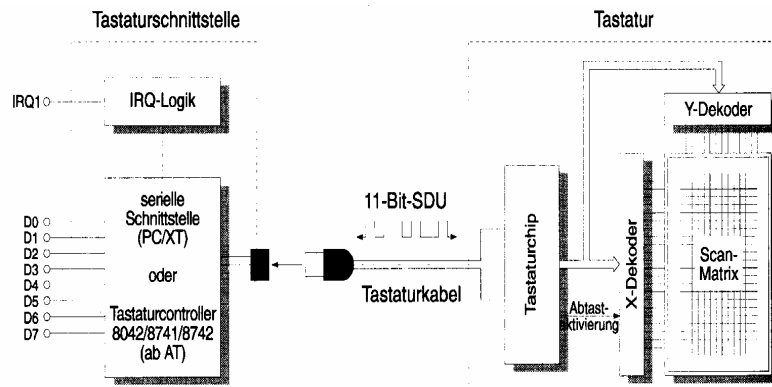 Tastaturschnittstelle
Tastatur
IRQ1
IRQ-Logik
Y-Dekoder
serielle
Schnittstelle
(PC/XT)
oder
Tastaturcontroller
8042/8741/8742
(ab AT)
D0
D1
D2
D3
D4
D5
D6
D7
11-Bit-SDU
Tastaturkabel
Tastaturchip
Abtast-
aktivierung
X-Dekoder
Scan-
Matrix